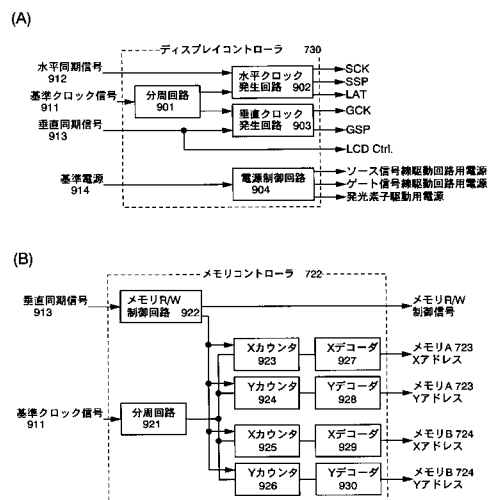 (A)
ディスプレイコントローラ 730
水平同期信号
912
基準クロック信号
911
垂直同期信号
913
分周回路
901
水平クロック
発生回路 902
垂直クロック
発生回路 903
SCK
SSP
LAT
GCK
GSP
LCD Ctrl.
基準電源
914
電源制御回路
904
ソース信号線駆動回路用電源
ゲート信号線駆動回路用電源
発光素子駆動用電源
(B)
メモリコントローラ 722
垂直同期信号
913
メモリR/W
制御回路 922
メモリR/W
制御信号
Xカウンタ
923
Xデコーダ
927
メモリA 723
Xアドレス
Yカウンタ
924
Yデコーダ
928
メモリA 723
Yアドレス
基準クロック信号
911
分周回路
921
Xカウンタ
925
Xデコーダ
929
メモリB 724
Xアドレス
Yカウンタ
926
Yデコーダ
930
メモリB 724
Yアドレス